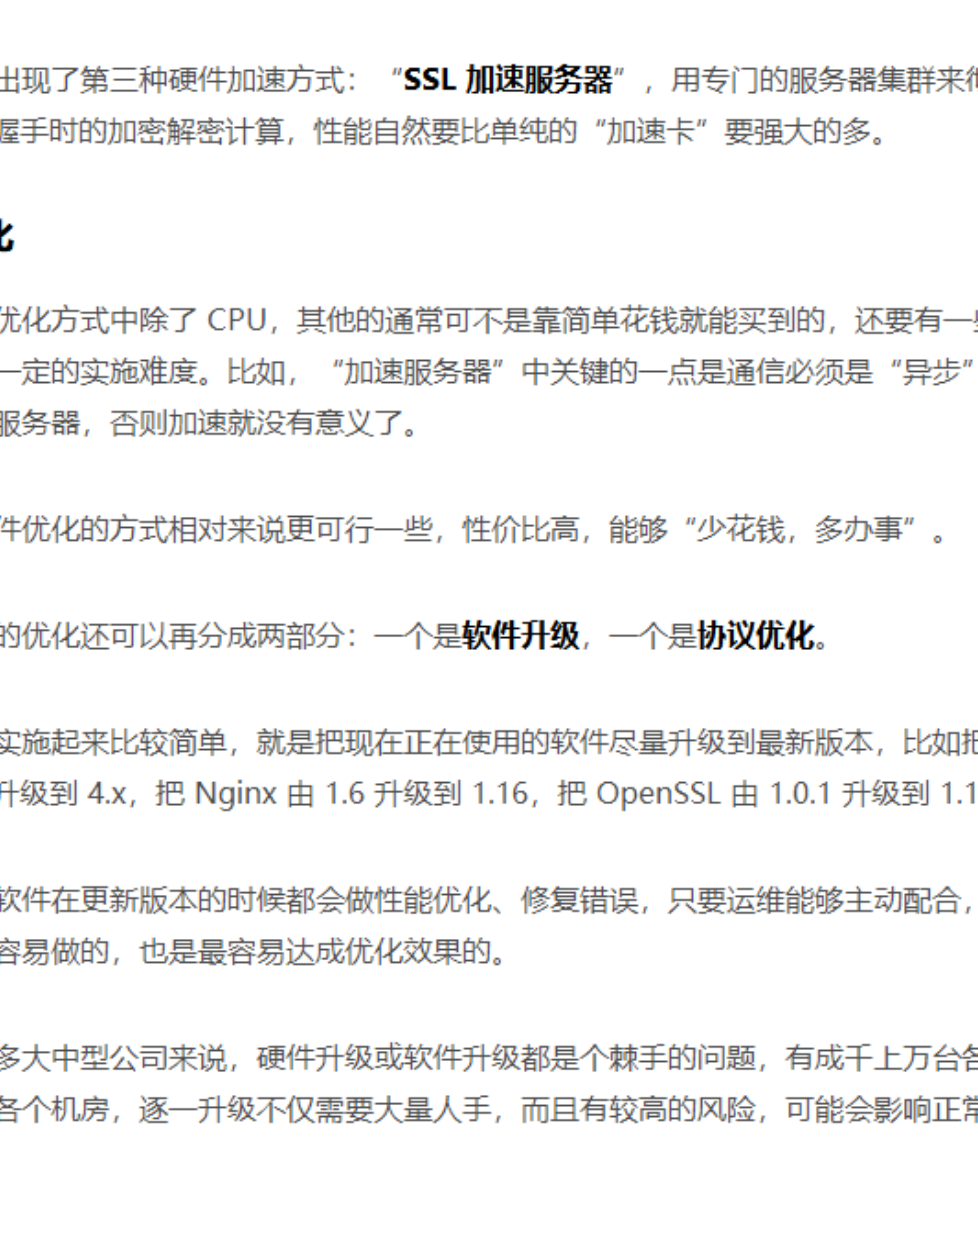 出现了第三种硬件加速方式：“SSL 加速服务器”，用专门的服务器集群来
握手时的加密解密计算，性能自然要比单纯的“加速卡”要强大的多。
化
优化方式中除了 CPU，其他的通常可不是靠简单花钱就能买到的，还要有一些
一定的实施难度。比如，“加速服务器”中关键的一点是通信必须是“异步”
服务器，否则加速就没有意义了。
件优化的方式相对来说更可行一些，性价比高，能够“少花钱，多办事”。
的优化还可以再分成两部分：一个是软件升级，一个是协议优化。
实施起来比较简单，就是把现在正在使用的软件尽量升级到最新版本，比如把
升级到 4.x，把 Nginx 由 1.6 升级到 1.16，把 OpenSSL 由 1.0.1 升级到 1.1
软件在更新版本的时候都会做性能优化、修复错误，只要运维能够主动配合，
容易做的，也是最容易达成优化效果的。
多大中型公司来说，硬件升级或软件升级都是个棘手的问题，有成千上万台各
各个机房，逐一升级不仅需要大量人手，而且有较高的风险，可能会影响正常